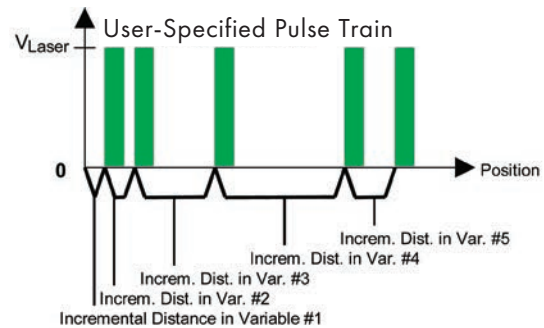 User-Specified Pulse Train
VLaser
0
Position
Increm. Dist. in Var. #5
Increm. Dist. in Var. #4
Increm. Dist. in Var. #3
Increm. Dist. in Var. #2
Incremental Distance in Variable #1